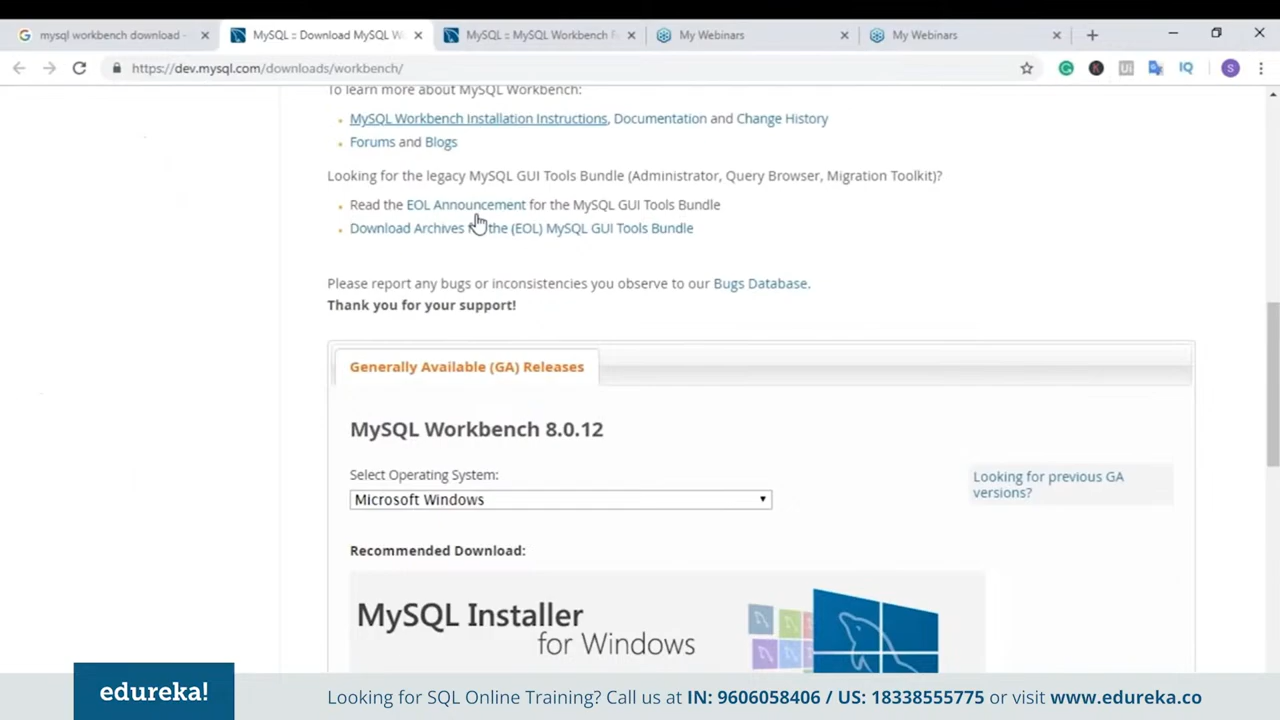 mysql workbench download -
MySQL :: Download MySQL W
MySQL :: MySQL Workbench F
My Webinars
My Webinars
https://dev.mysql.com/downloads/workbench/
To learn more about MySQL Workbench:
MySQL Workbench Installation Instructions, Documentation and Change History
Forums and Blogs
Looking for the legacy MySQL GUI Tools Bundle (Administrator, Query Browser, Migration Toolkit)?
Read the EOL Announcement for the MySQL GUI Tools Bundle
Download Archives the (EOL) MySQL GUI Tools Bundle
Please report any bugs or inconsistencies you observe to our Bugs Database.
Thank you for your support!
Generally Available (GA) Releases
MySQL Workbench 8.0.12
Select Operating System:
Looking for previous GA
versions?
Microsoft Windows
Recommended Download:
MySQL Installer
for Windows
edureka!
Looking for SQL Online Training? Call us at IN: 9606058406 / US: 18338555775 or visit www.edureka.co